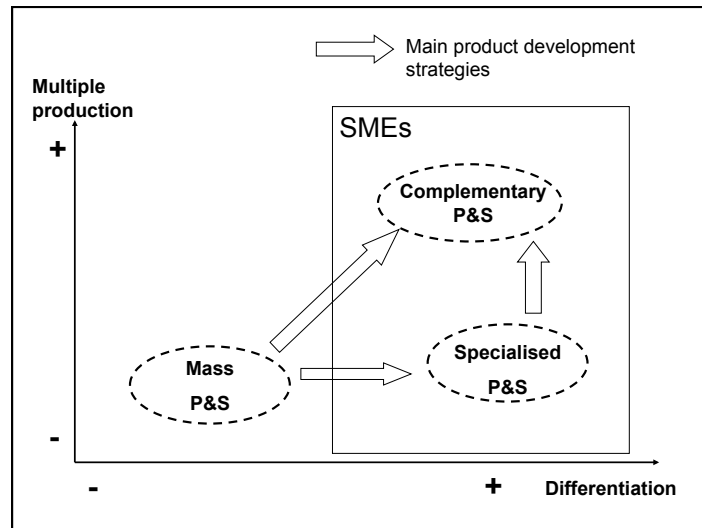 Main product development
strategies
Multiple
production
+
SMEs
Complementary
P&S
Mass
P&S
Specialised
P&S
-
-
+
Differentiation